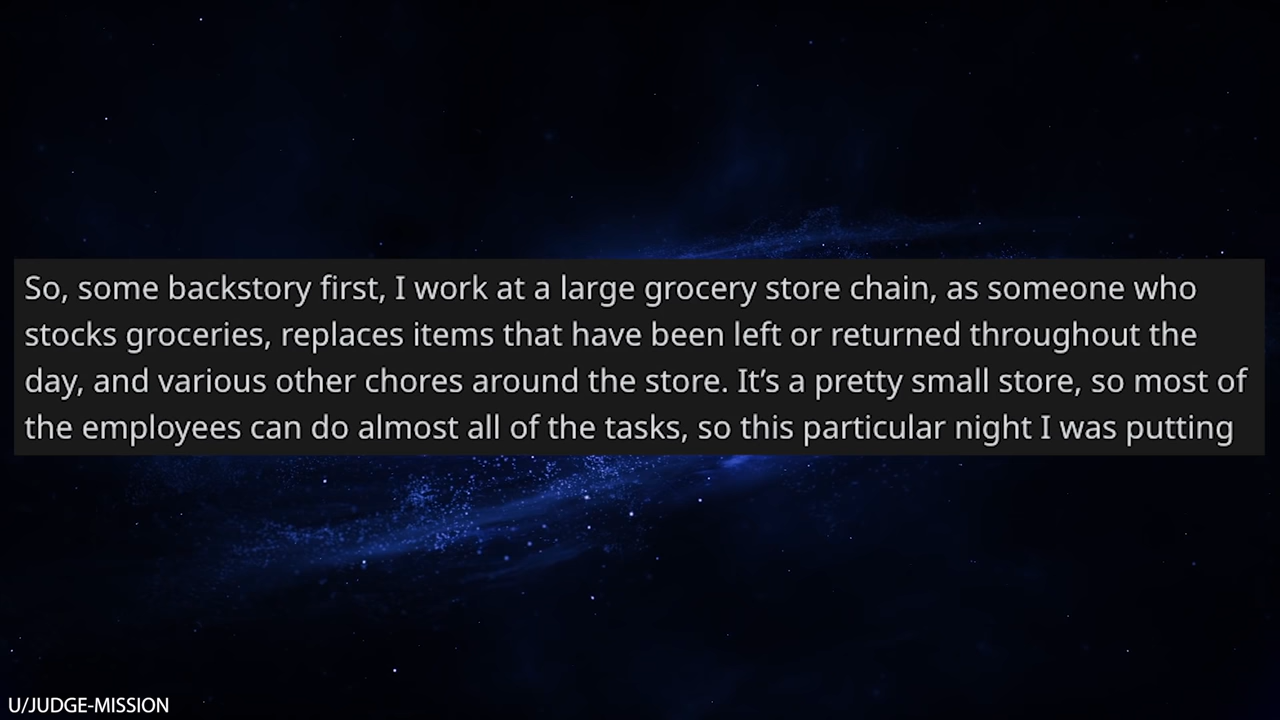 So, some backstory first, I work at a large grocery store chain, as someone who
stocks groceries, replaces items that have been left or returned throughout the
day, and various other chores around the store. It’s a pretty small store, so most of
the employees can do almost all of the tasks, so this particular night I was putting
U/JUDGE-MISSION